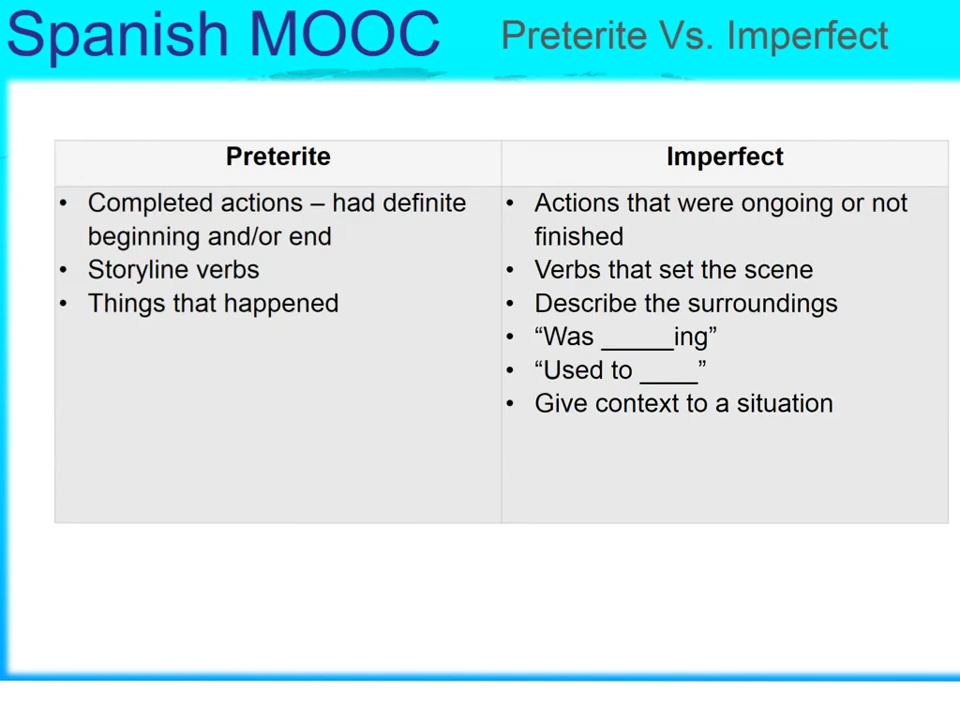 Spanish MOOC
Preterite Vs. Imperfect
Preterite
Imperfect
• Completed actions – had definite
beginning and/or end
• Storyline verbs
• Things that happened
• Actions that were ongoing or not
finished
• Verbs that set the scene
• Describe the surroundings
• “Was _____ing”
• “Used to ____”
• Give context to a situation